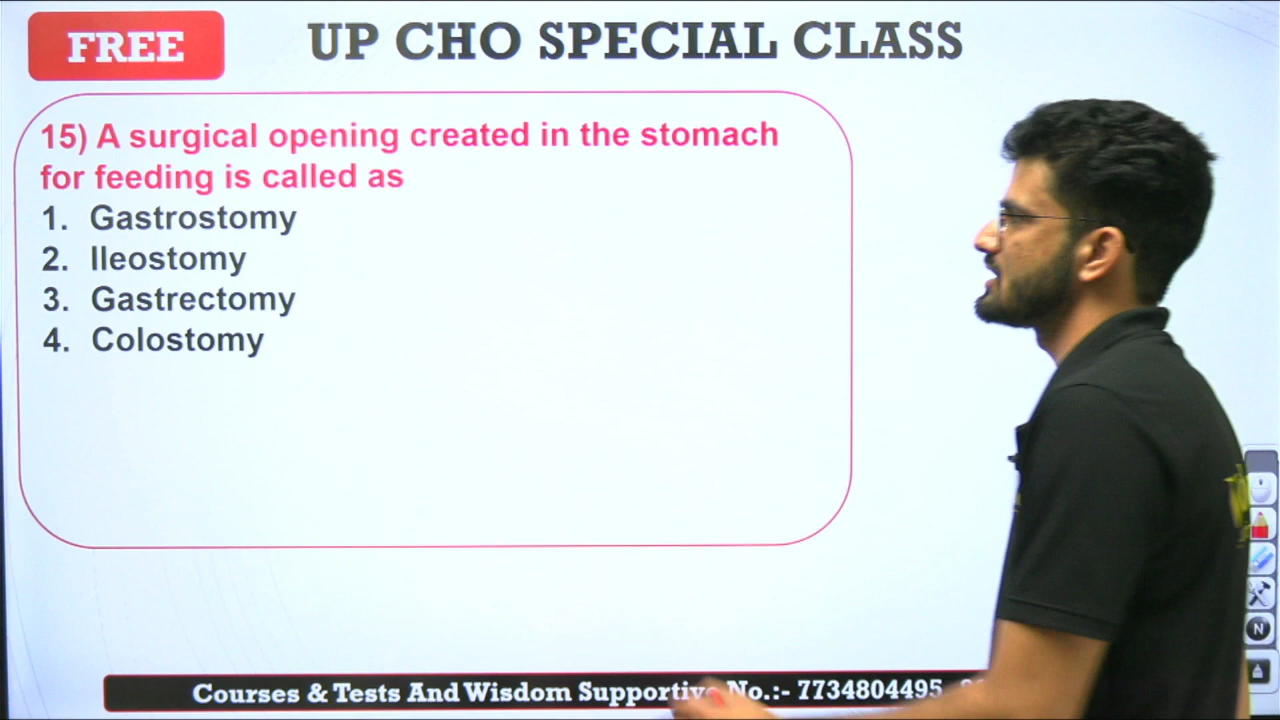 FREE
UP CHO SPECIAL CLASS
15) A surgical opening created in the stomach
for feeding is called as
1. Gastrostomy
2. Ileostomy
3. Gastrectomy
4. Colostomy
Courses & Tests And Wisdom Supportive No.:- 7734804495
N